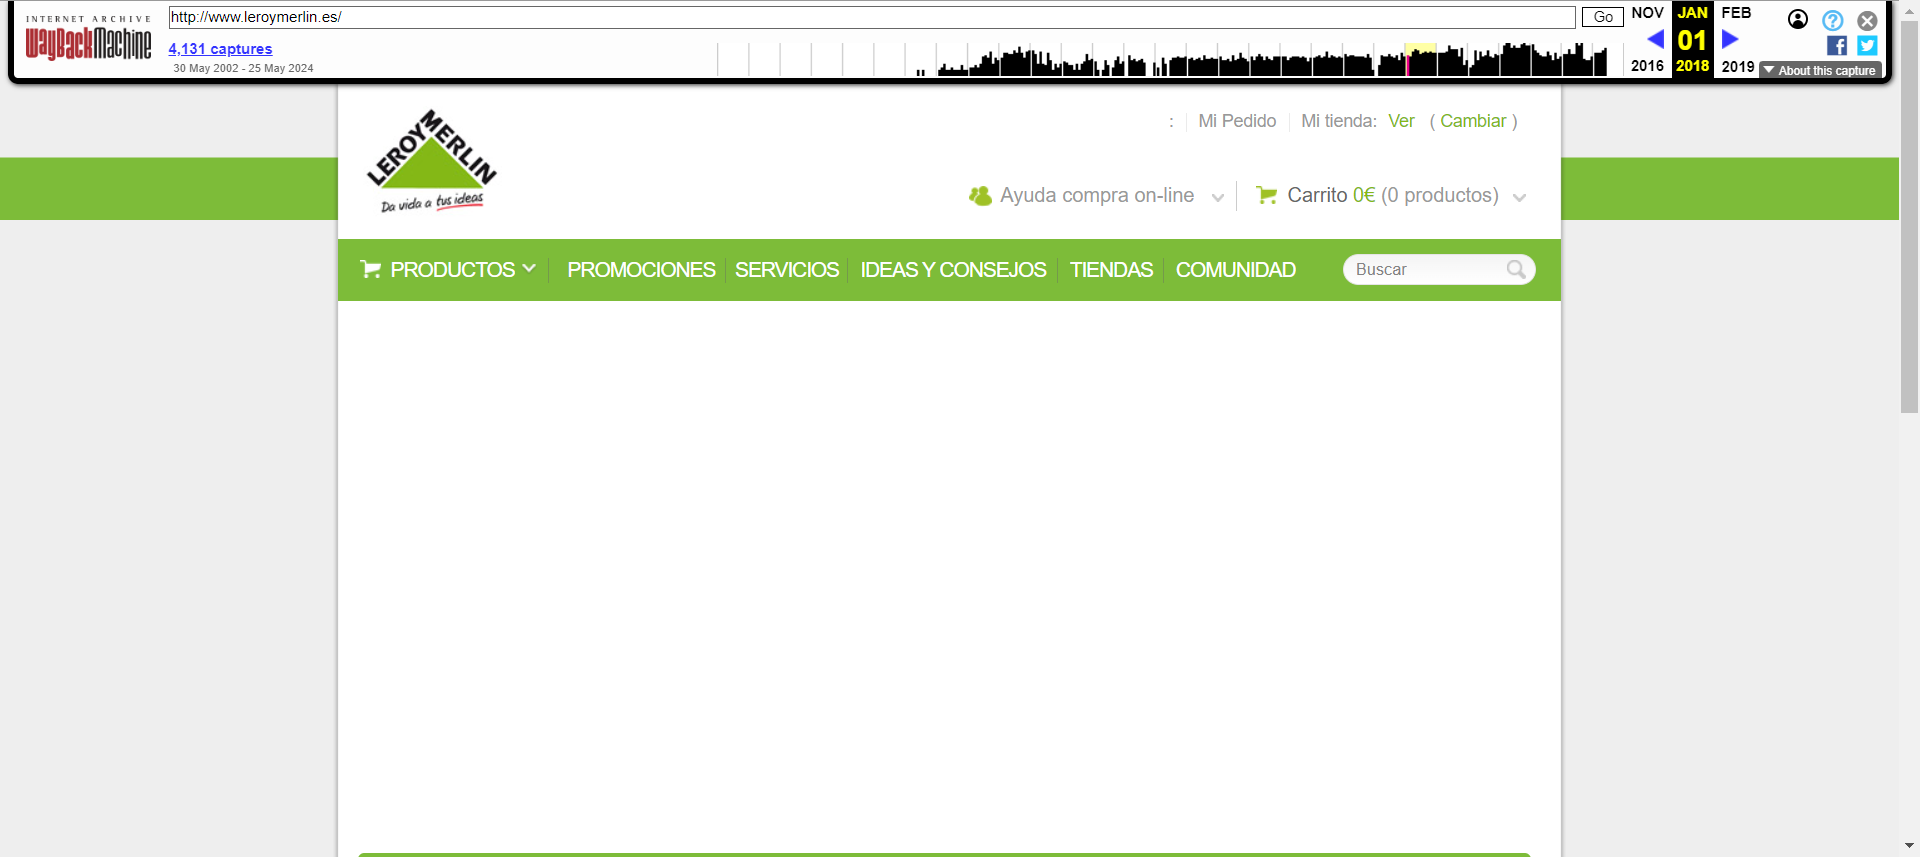 INTERNET ARCHIVE
WayBackMachine
http://www.leroymerlin.es/
Go
4,131 captures
30 May 2002 - 25 May 2024
NOV
JAN
FEB
01
2016
2018
2019
?
f
About this capture
LEROY MERLIN
Da vida a tus ideas
: Mi Pedido Mi tienda: Ver ( Cambiar )
Ayuda compra on-line
Carrito 0€ (0 productos)
PRODUCTOS PROMOCIONES SERVICIOS IDEAS Y CONSEJOS TIENDAS COMUNIDAD
Buscar